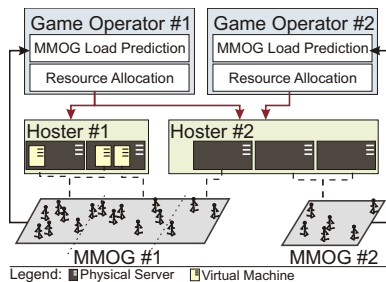 Game Operator #1
MMOG Load Prediction
Resource Allocation
Game Operator #2
MMOG Load Prediction
Resource Allocation
Hoster #1
Hoster #2
MMOG #1
MMOG #2
Legend: Physical Server Virtual Machine